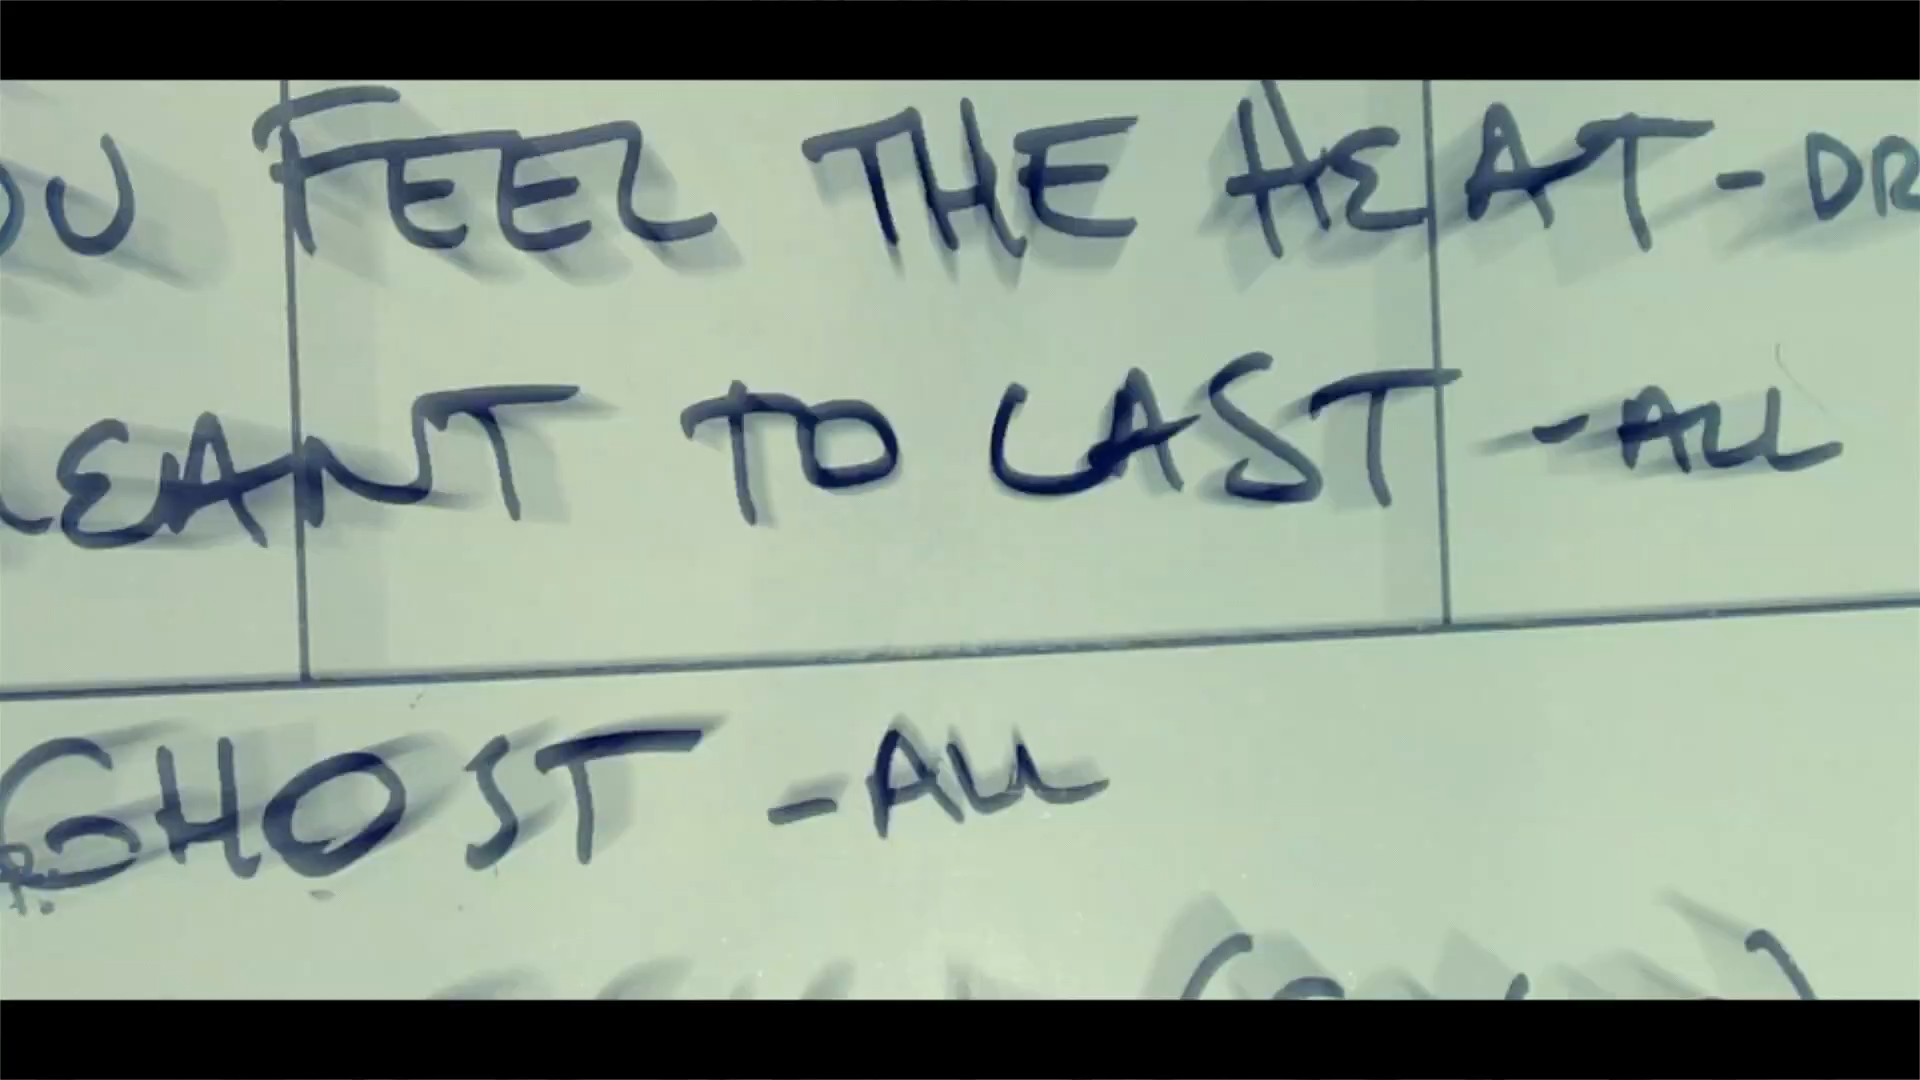 OU FEEL THE HEAT - DR
EANT TO LAST - ALL
GHOST - ALL